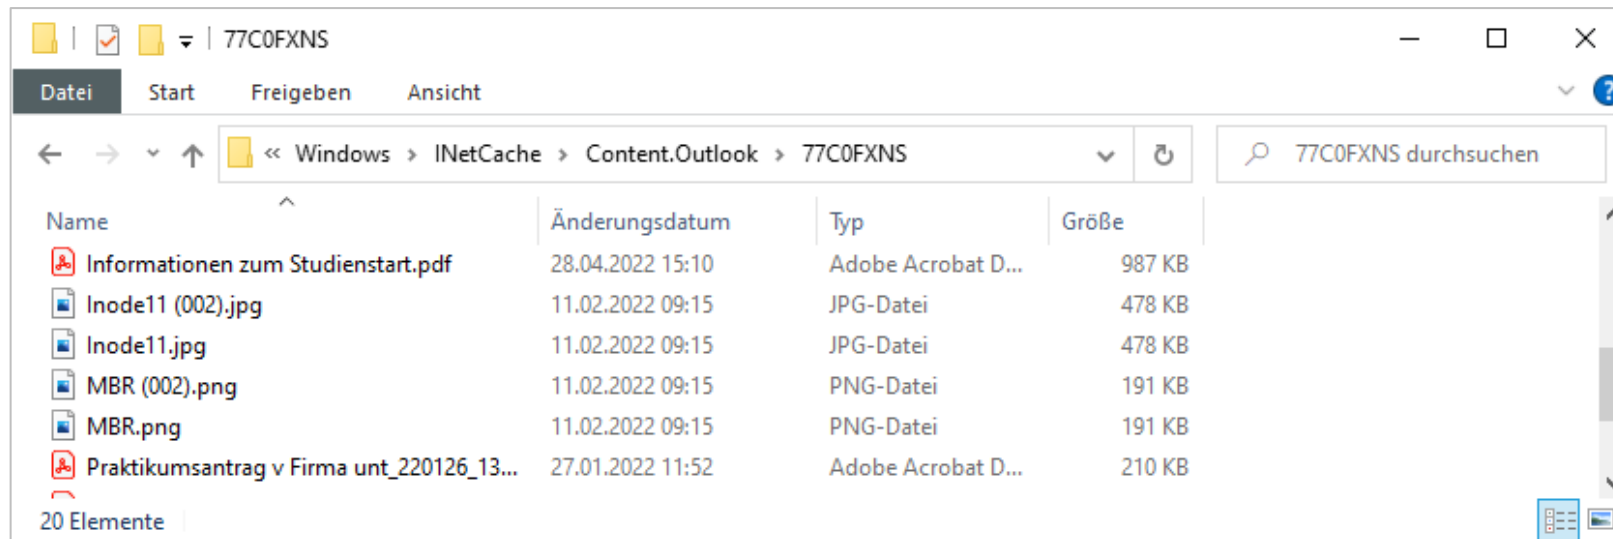 77C0FXNS
Datei Start Freigeben Ansicht ?
« Windows › INetCache › Content.Outlook › 77C0FXNS 77C0FXNS durchsuchen
Name Änderungsdatum Typ Größe
Informationen zum Studienstart.pdf 28.04.2022 15:10 Adobe Acrobat D... 987 KB
Inode11 (002).jpg 11.02.2022 09:15 JPG-Datei 478 KB
Inode11.jpg 11.02.2022 09:15 JPG-Datei 478 KB
MBR (002).png 11.02.2022 09:15 PNG-Datei 191 KB
MBR.png 11.02.2022 09:15 PNG-Datei 191 KB
Praktikumsantrag v Firma unt_220126_13... 27.01.2022 11:52 Adobe Acrobat D... 210 KB
20 Elemente